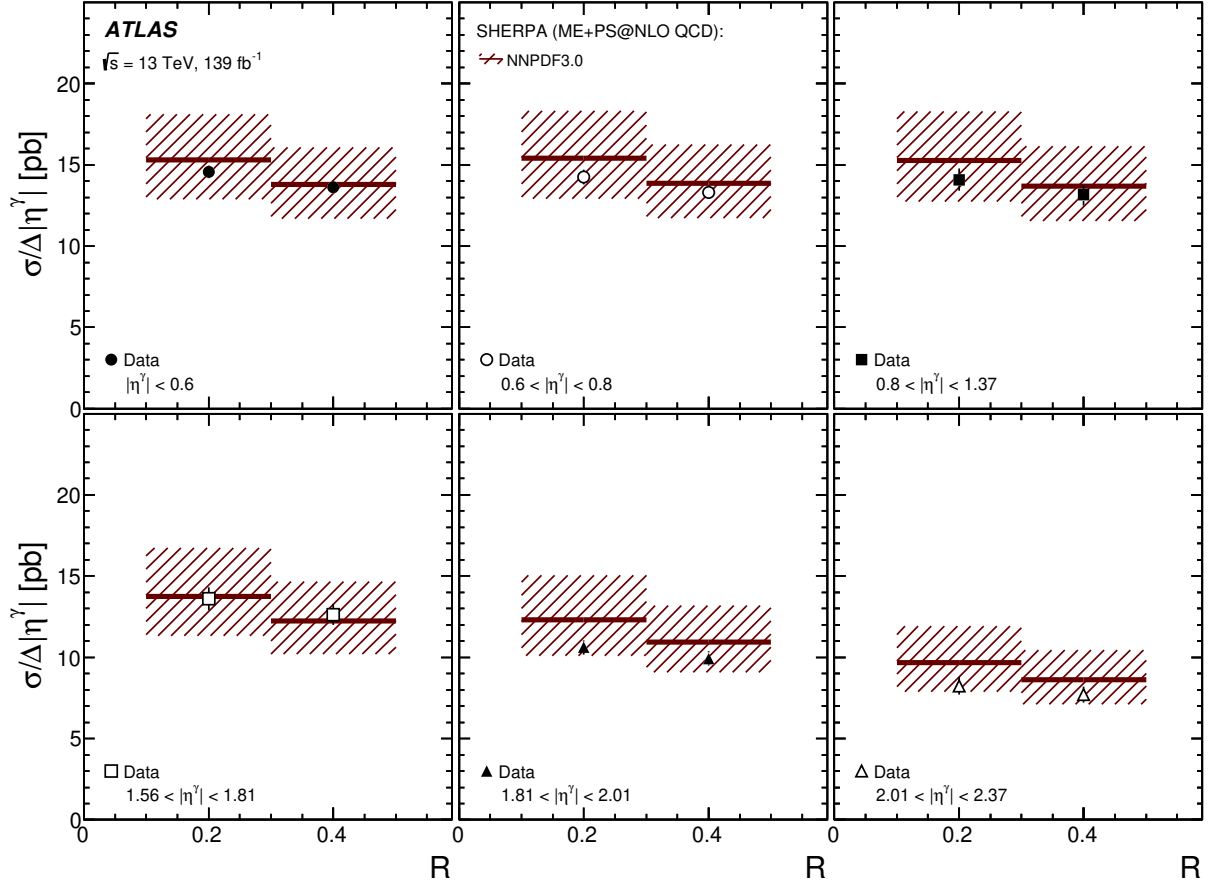 ATLAS
√s = 13 TeV, 139 fb⁻¹
SHERPA (ME+PS@NLO QCD):
NNPDF3.0
σ/Δ|η^γ| [pb]
20
15
10
5
0
Data
|η^γ| < 0.6
Data
0.6 < |η^γ| < 0.8
Data
0.8 < |η^γ| < 1.37
σ/Δ|η^γ| [pb]
20
15
10
5
0
Data
1.56 < |η^γ| < 1.81
Data
1.81 < |η^γ| < 2.01
Data
2.01 < |η^γ| < 2.37
0 0.2 0.4 0 0.2 0.4 0 0.2 0.4
R R R